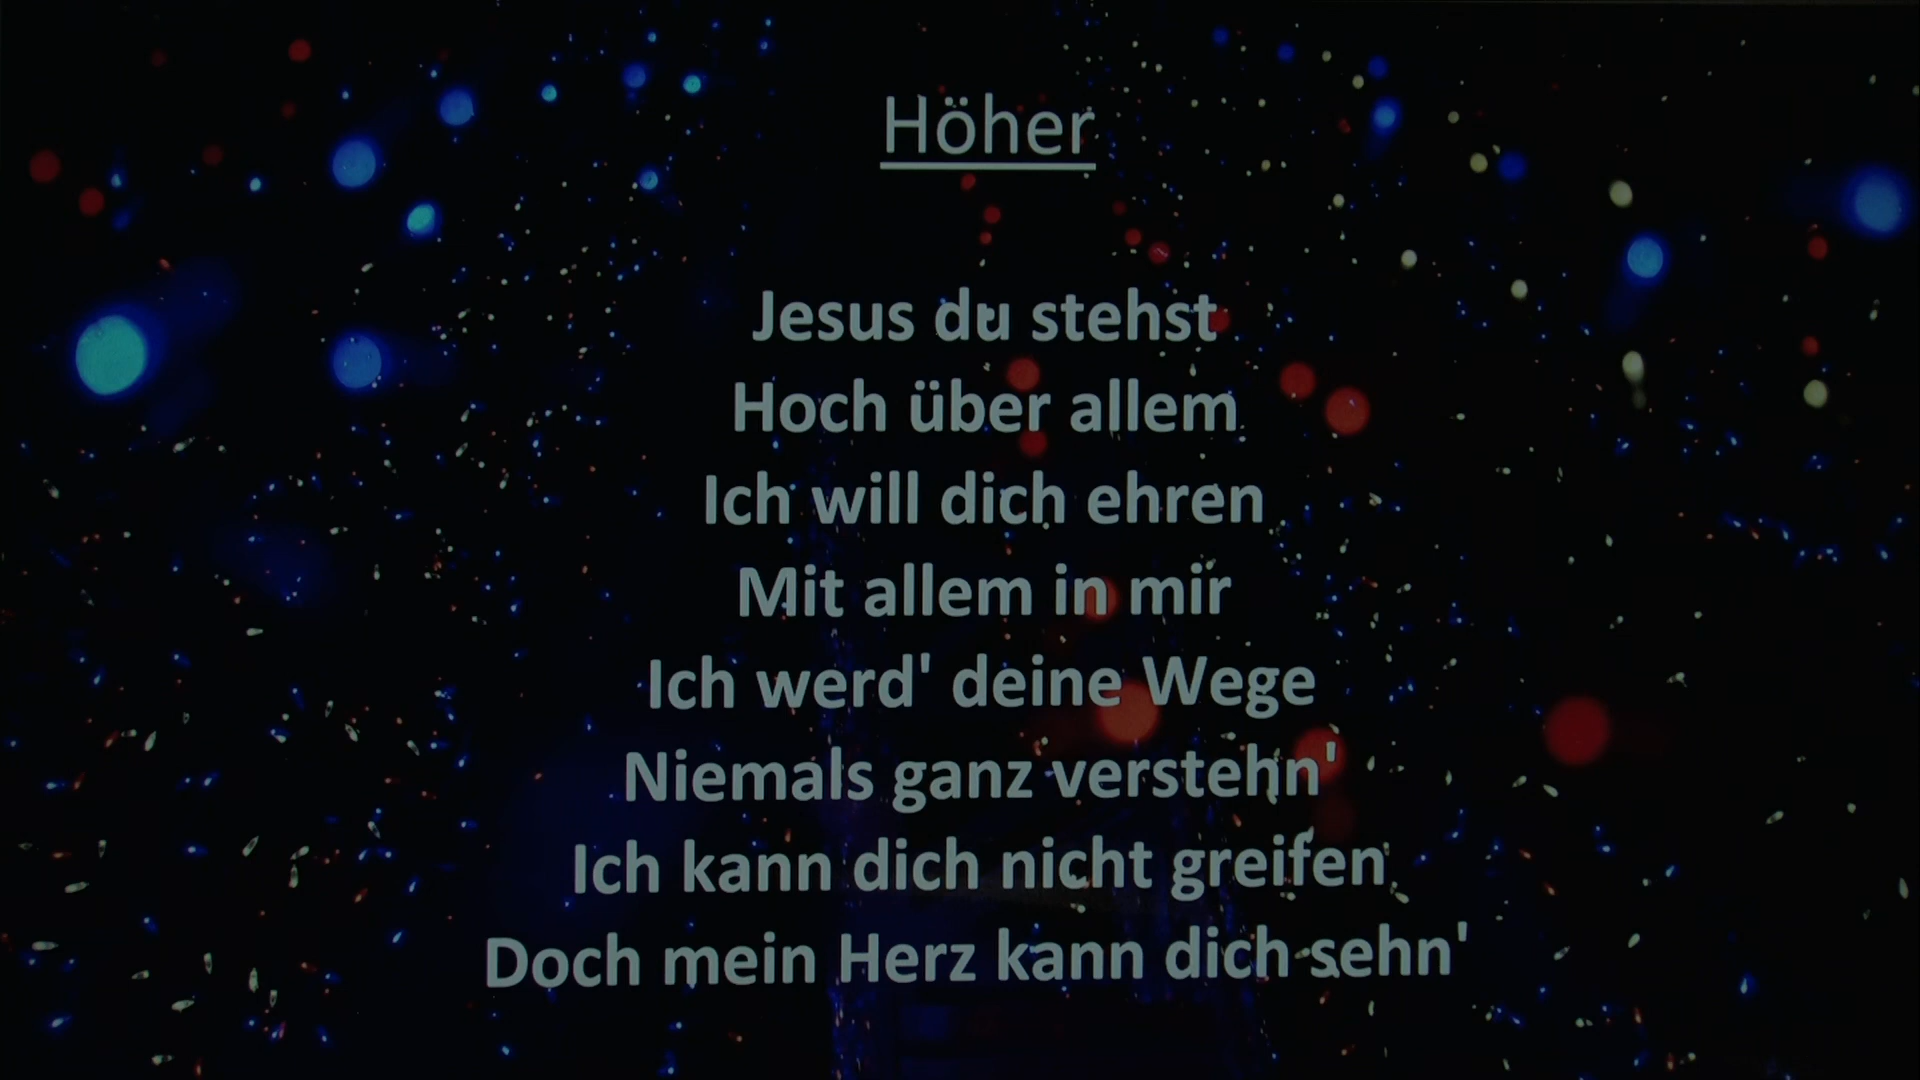 Höher
Jesus du stehst
Hoch über allem
Ich will dich ehren
Mit allem in mir
Ich werd' deine Wege
Niemals ganz verstehn'
Ich kann dich nicht greifen
Doch mein Herz kann dich sehn'